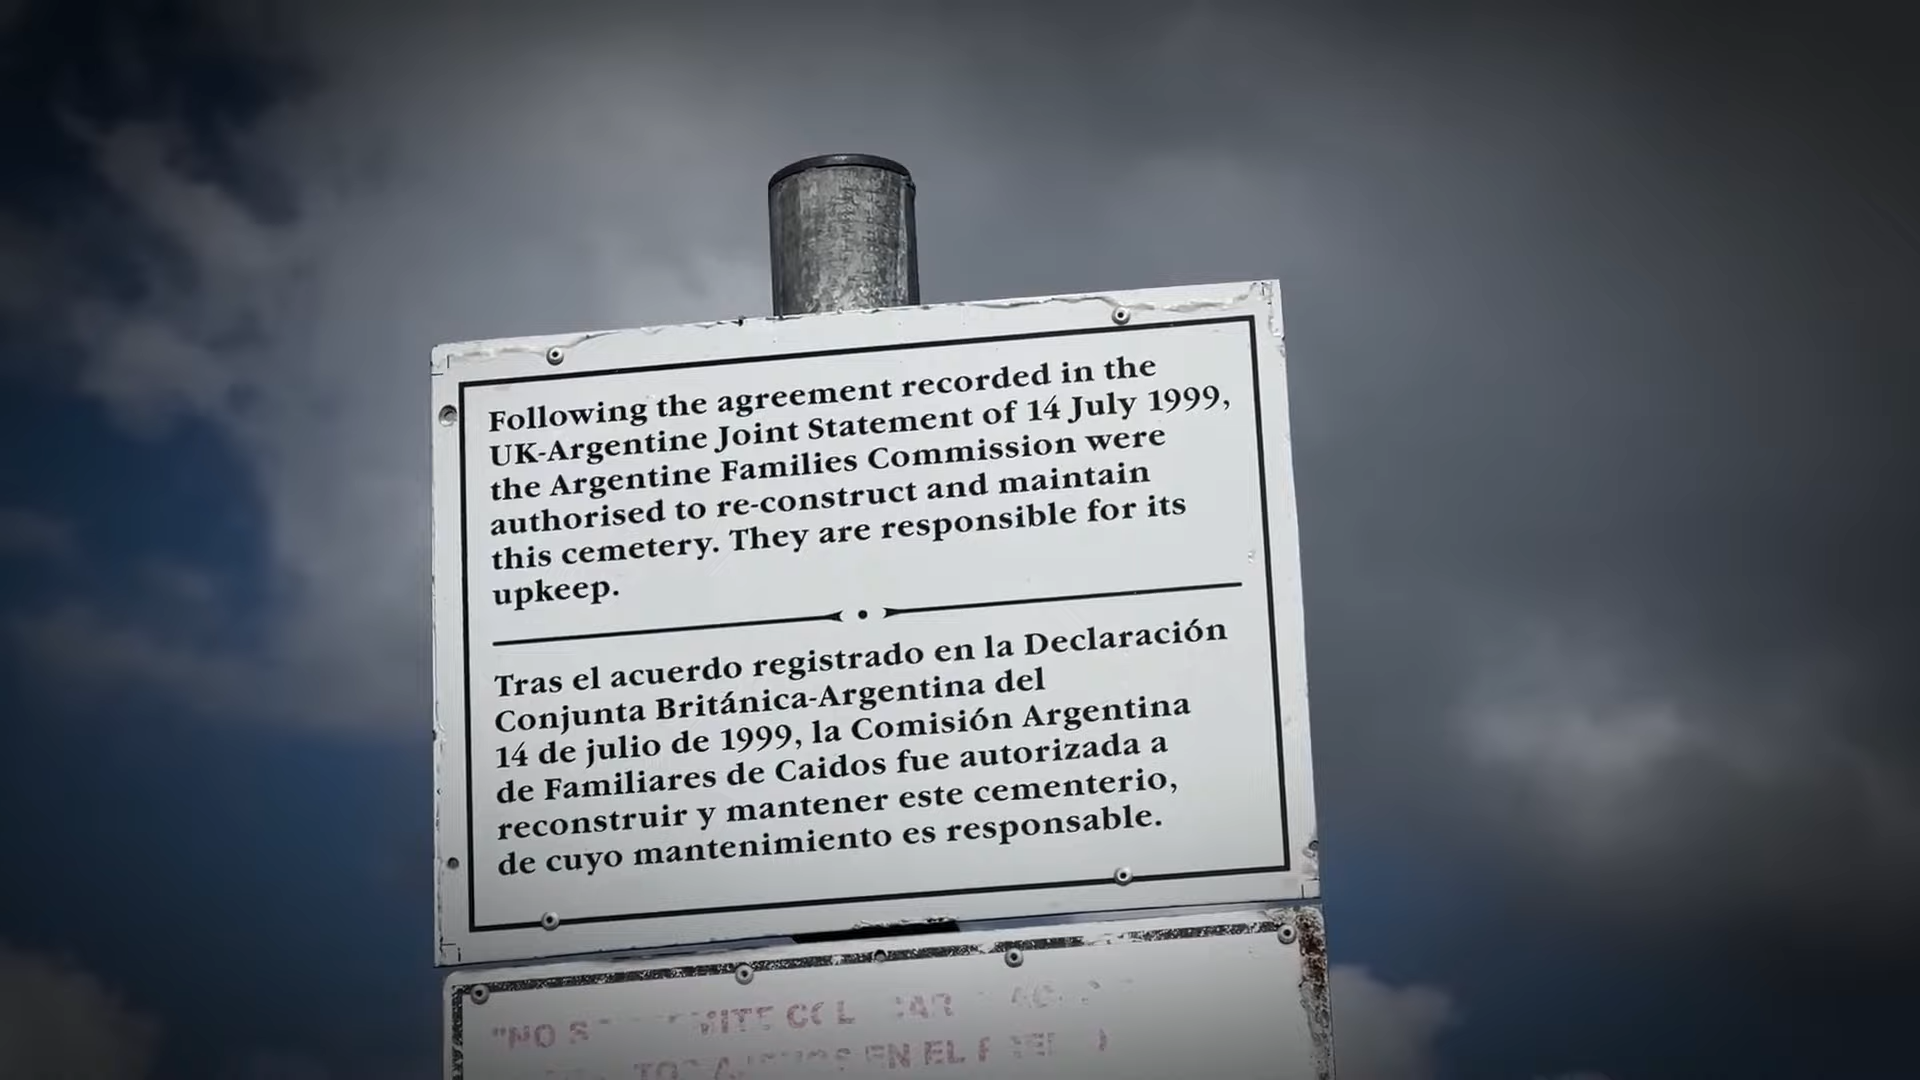 Following the agreement recorded in the
UK-Argentine Joint Statement of 14 July 1999,
the Argentine Families Commission were
authorised to re-construct and maintain
this cemetery. They are responsible for its
upkeep.
Tras el acuerdo registrado en la Declaración
Conjunta Británica-Argentina del
14 de julio de 1999, la Comisión Argentina
de Familiares de Caidos fue autorizada a
reconstruir y mantener este cementerio,
de cuyo mantenimiento es responsable.
"NO
EN EL